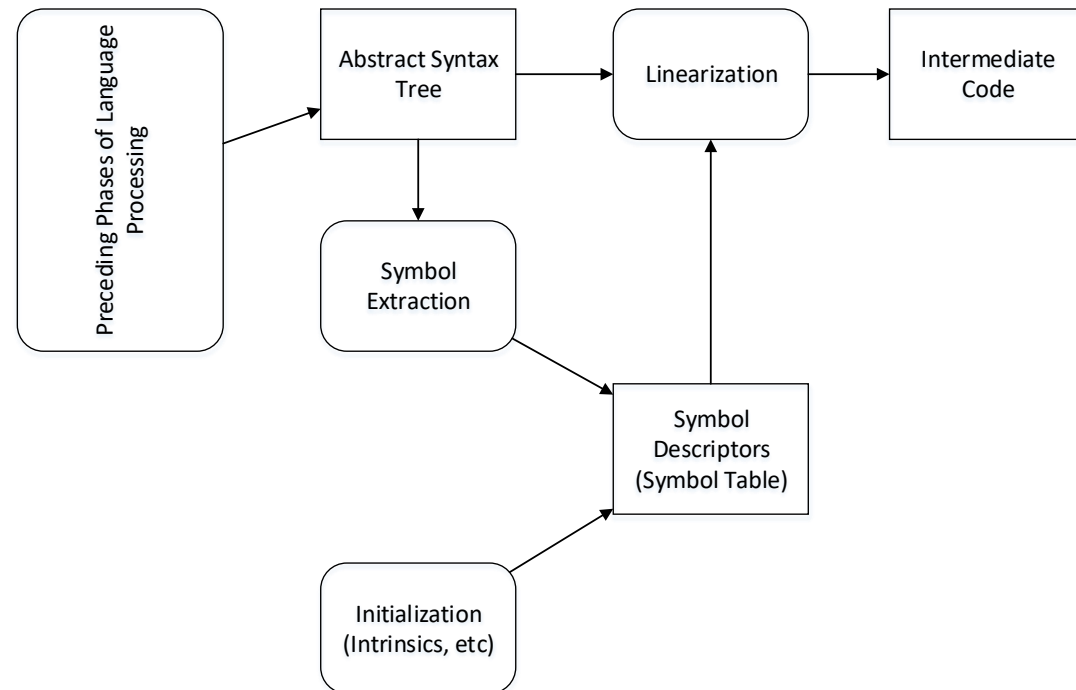 Preceding Phases of Language
Processing
Abstract Syntax
Tree
Linearization
Intermediate
Code
Symbol
Extraction
Symbol
Descriptors
(Symbol Table)
Initialization
(Intrinsics, etc)